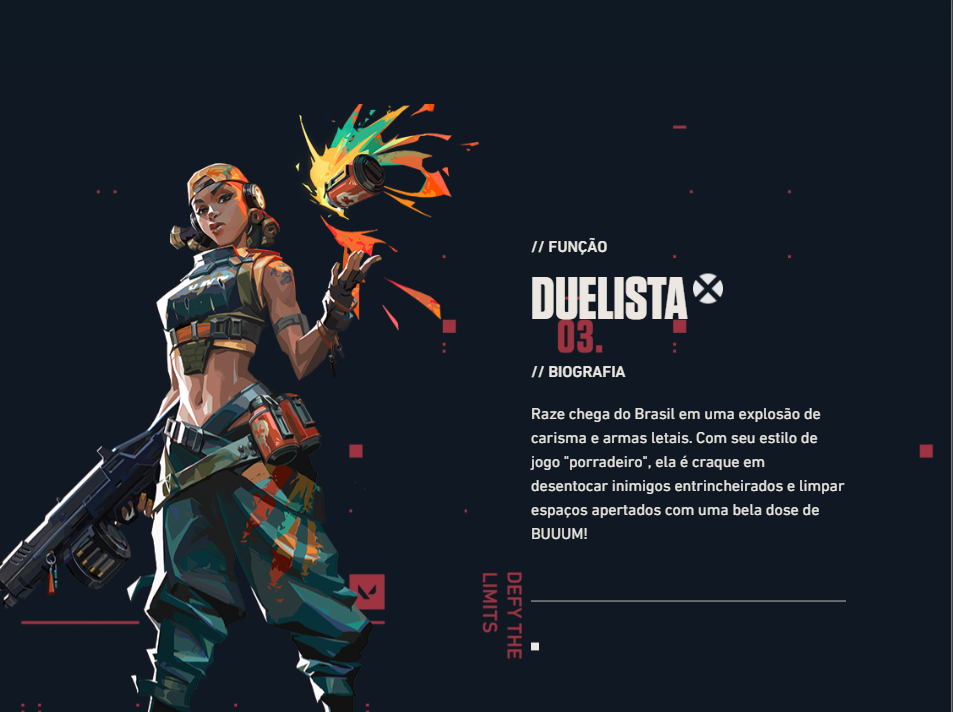 // FUNÇÃO
DUELISTA
03.
// BIOGRAFIA
Raze chega do Brasil em uma explosão de
carisma e armas letais. Com seu estilo de
jogo "porradeiro", ela é craque em
desentocar inimigos entrincheirados e limpar
espaços apertados com uma bela dose de
BUUUM!
DEFY THE
LIMITS